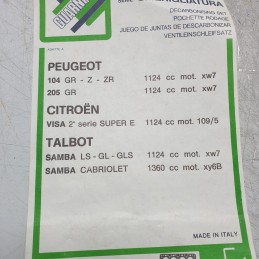 SERIE SMERIGLIATURA
DECARBONISING SET
POCHETTE RODAGE
JUEGO DE JUNTAS DE DESCARBONIZAR
VENTILEINSCHLEIFSATZ
PEUGEOT
104 GR - Z - ZR 1124 cc mot. xw7
205 GR 1124 cc mot. xw7
CITROËN
VISA 2ª serie SUPER E 1124 cc mot. 109/5
TALBOT
SAMBA LS - GL - GLS 1124 cc mot. xw7
SAMBA CABRIOLET 1360 cc mot. xy6B
MADE IN ITALY